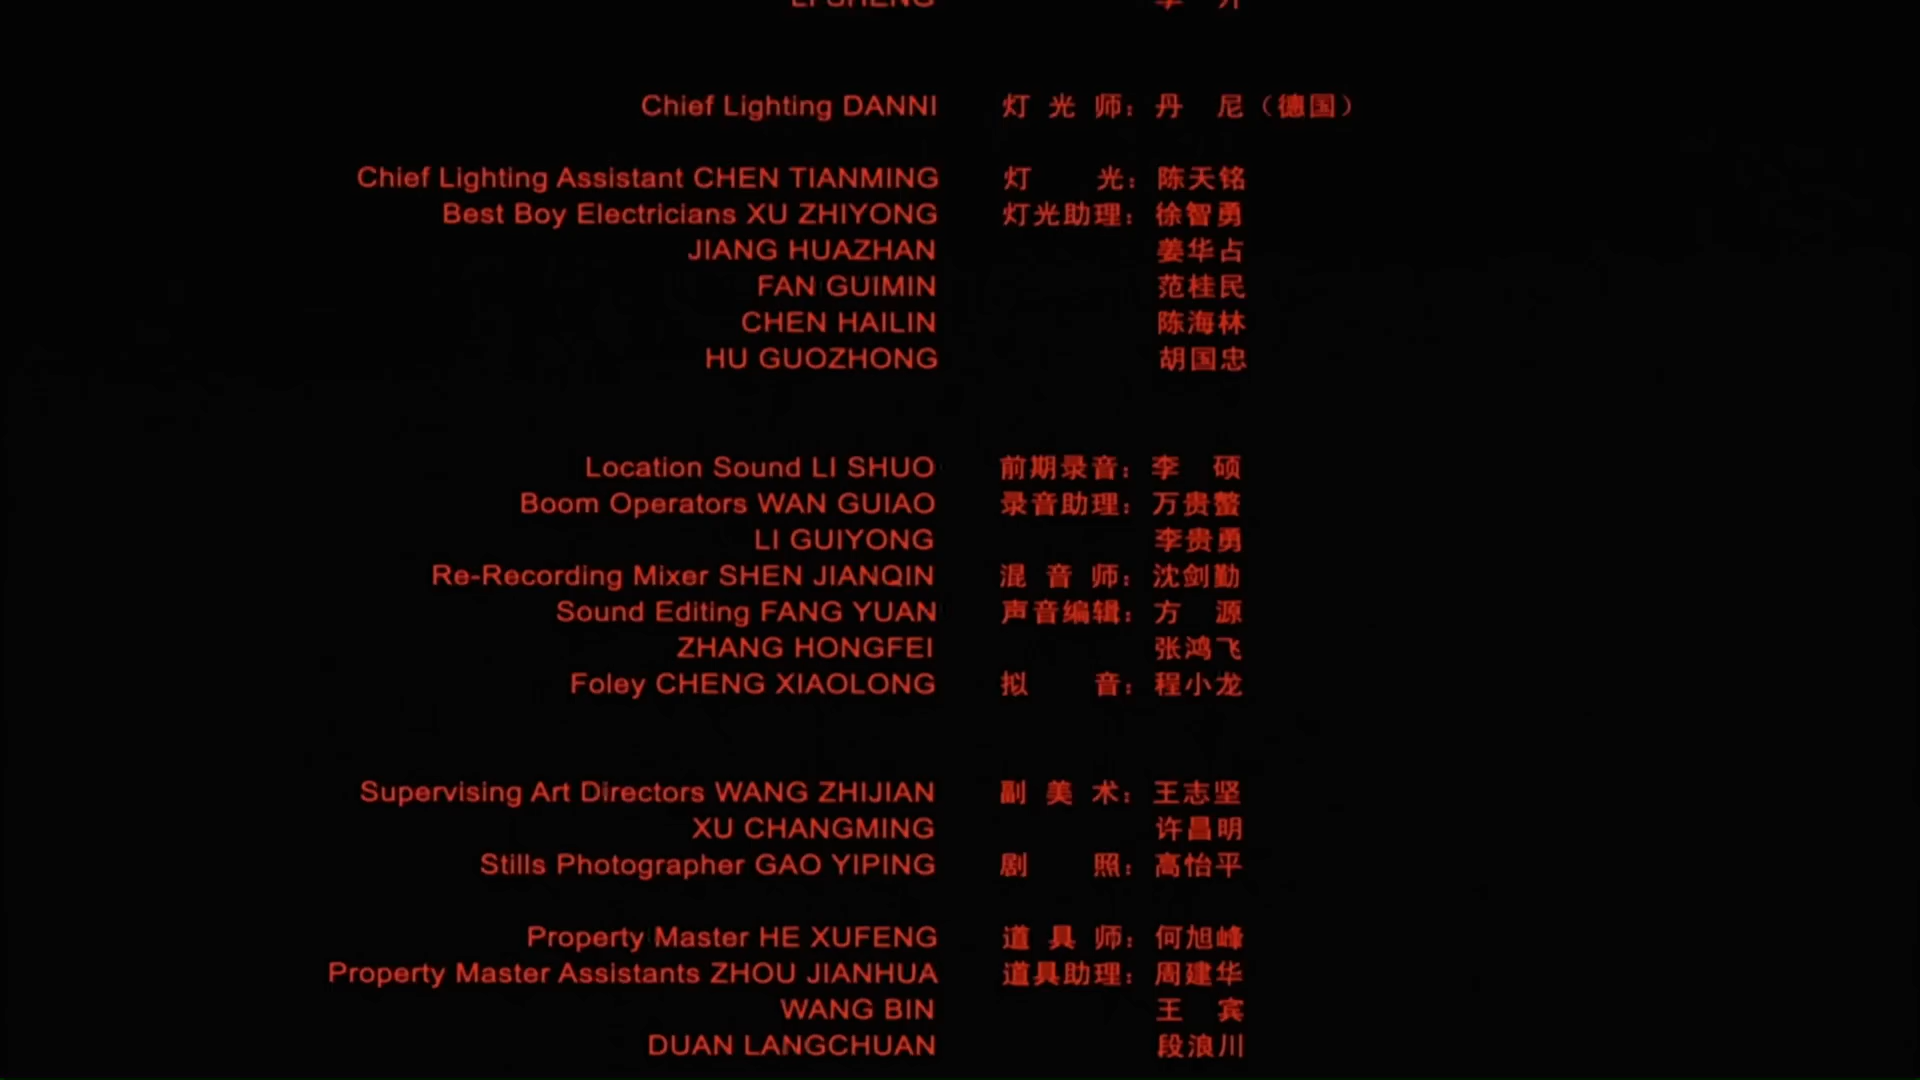 LI SHENG 李 升
Chief Lighting DANNI 灯 光 师：丹 尼（德国）
Chief Lighting Assistant CHEN TIANMING 灯 光：陈天铭
Best Boy Electricians XU ZHIYONG 灯光助理：徐智勇
JIANG HUAZHAN 姜华占
FAN GUIMIN 范桂民
CHEN HAILIN 陈海林
HU GUOZHONG 胡国忠
Location Sound LI SHUO 前期录音：李 硕
Boom Operators WAN GUIAO 录音助理：万贵螯
LI GUIYONG 李贵勇
Re-Recording Mixer SHEN JIANQIN 混 音 师：沈剑勤
Sound Editing FANG YUAN 声音编辑：方 源
ZHANG HONGFEI 张鸿飞
Foley CHENG XIAOLONG 拟 音：程小龙
Supervising Art Directors WANG ZHIJIAN 副 美 术：王志坚
XU CHANGMING 许昌明
Stills Photographer GAO YIPING 剧 照：高怡平
Property Master HE XUFENG 道 具 师：何旭峰
Property Master Assistants ZHOU JIANHUA 道具助理：周建华
WANG BIN 王 宾
DUAN LANGCHUAN 段浪川